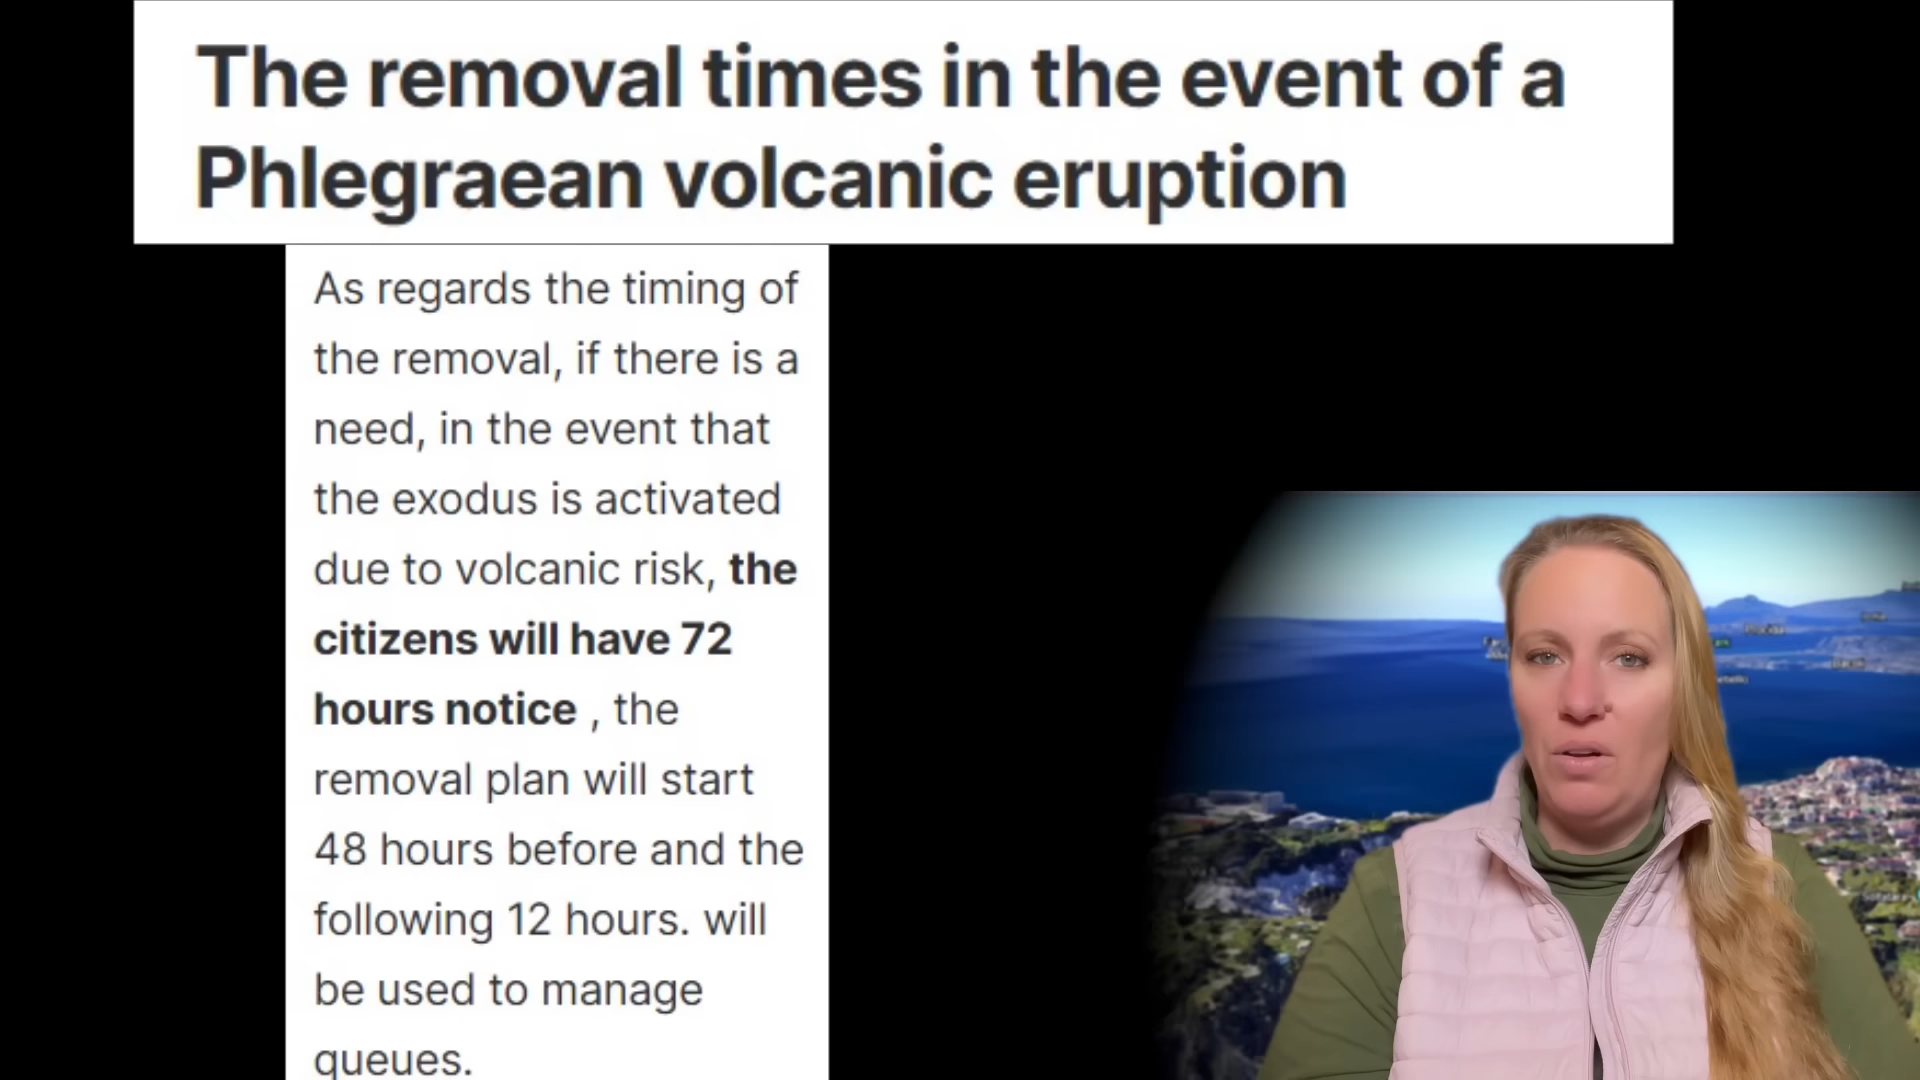 The removal times in the event of a
Phlegraean volcanic eruption
As regards the timing of
the removal, if there is a
need, in the event that
the exodus is activated
due to volcanic risk, the
citizens will have 72
hours notice , the
removal plan will start
48 hours before and the
following 12 hours. will
be used to manage
queues.